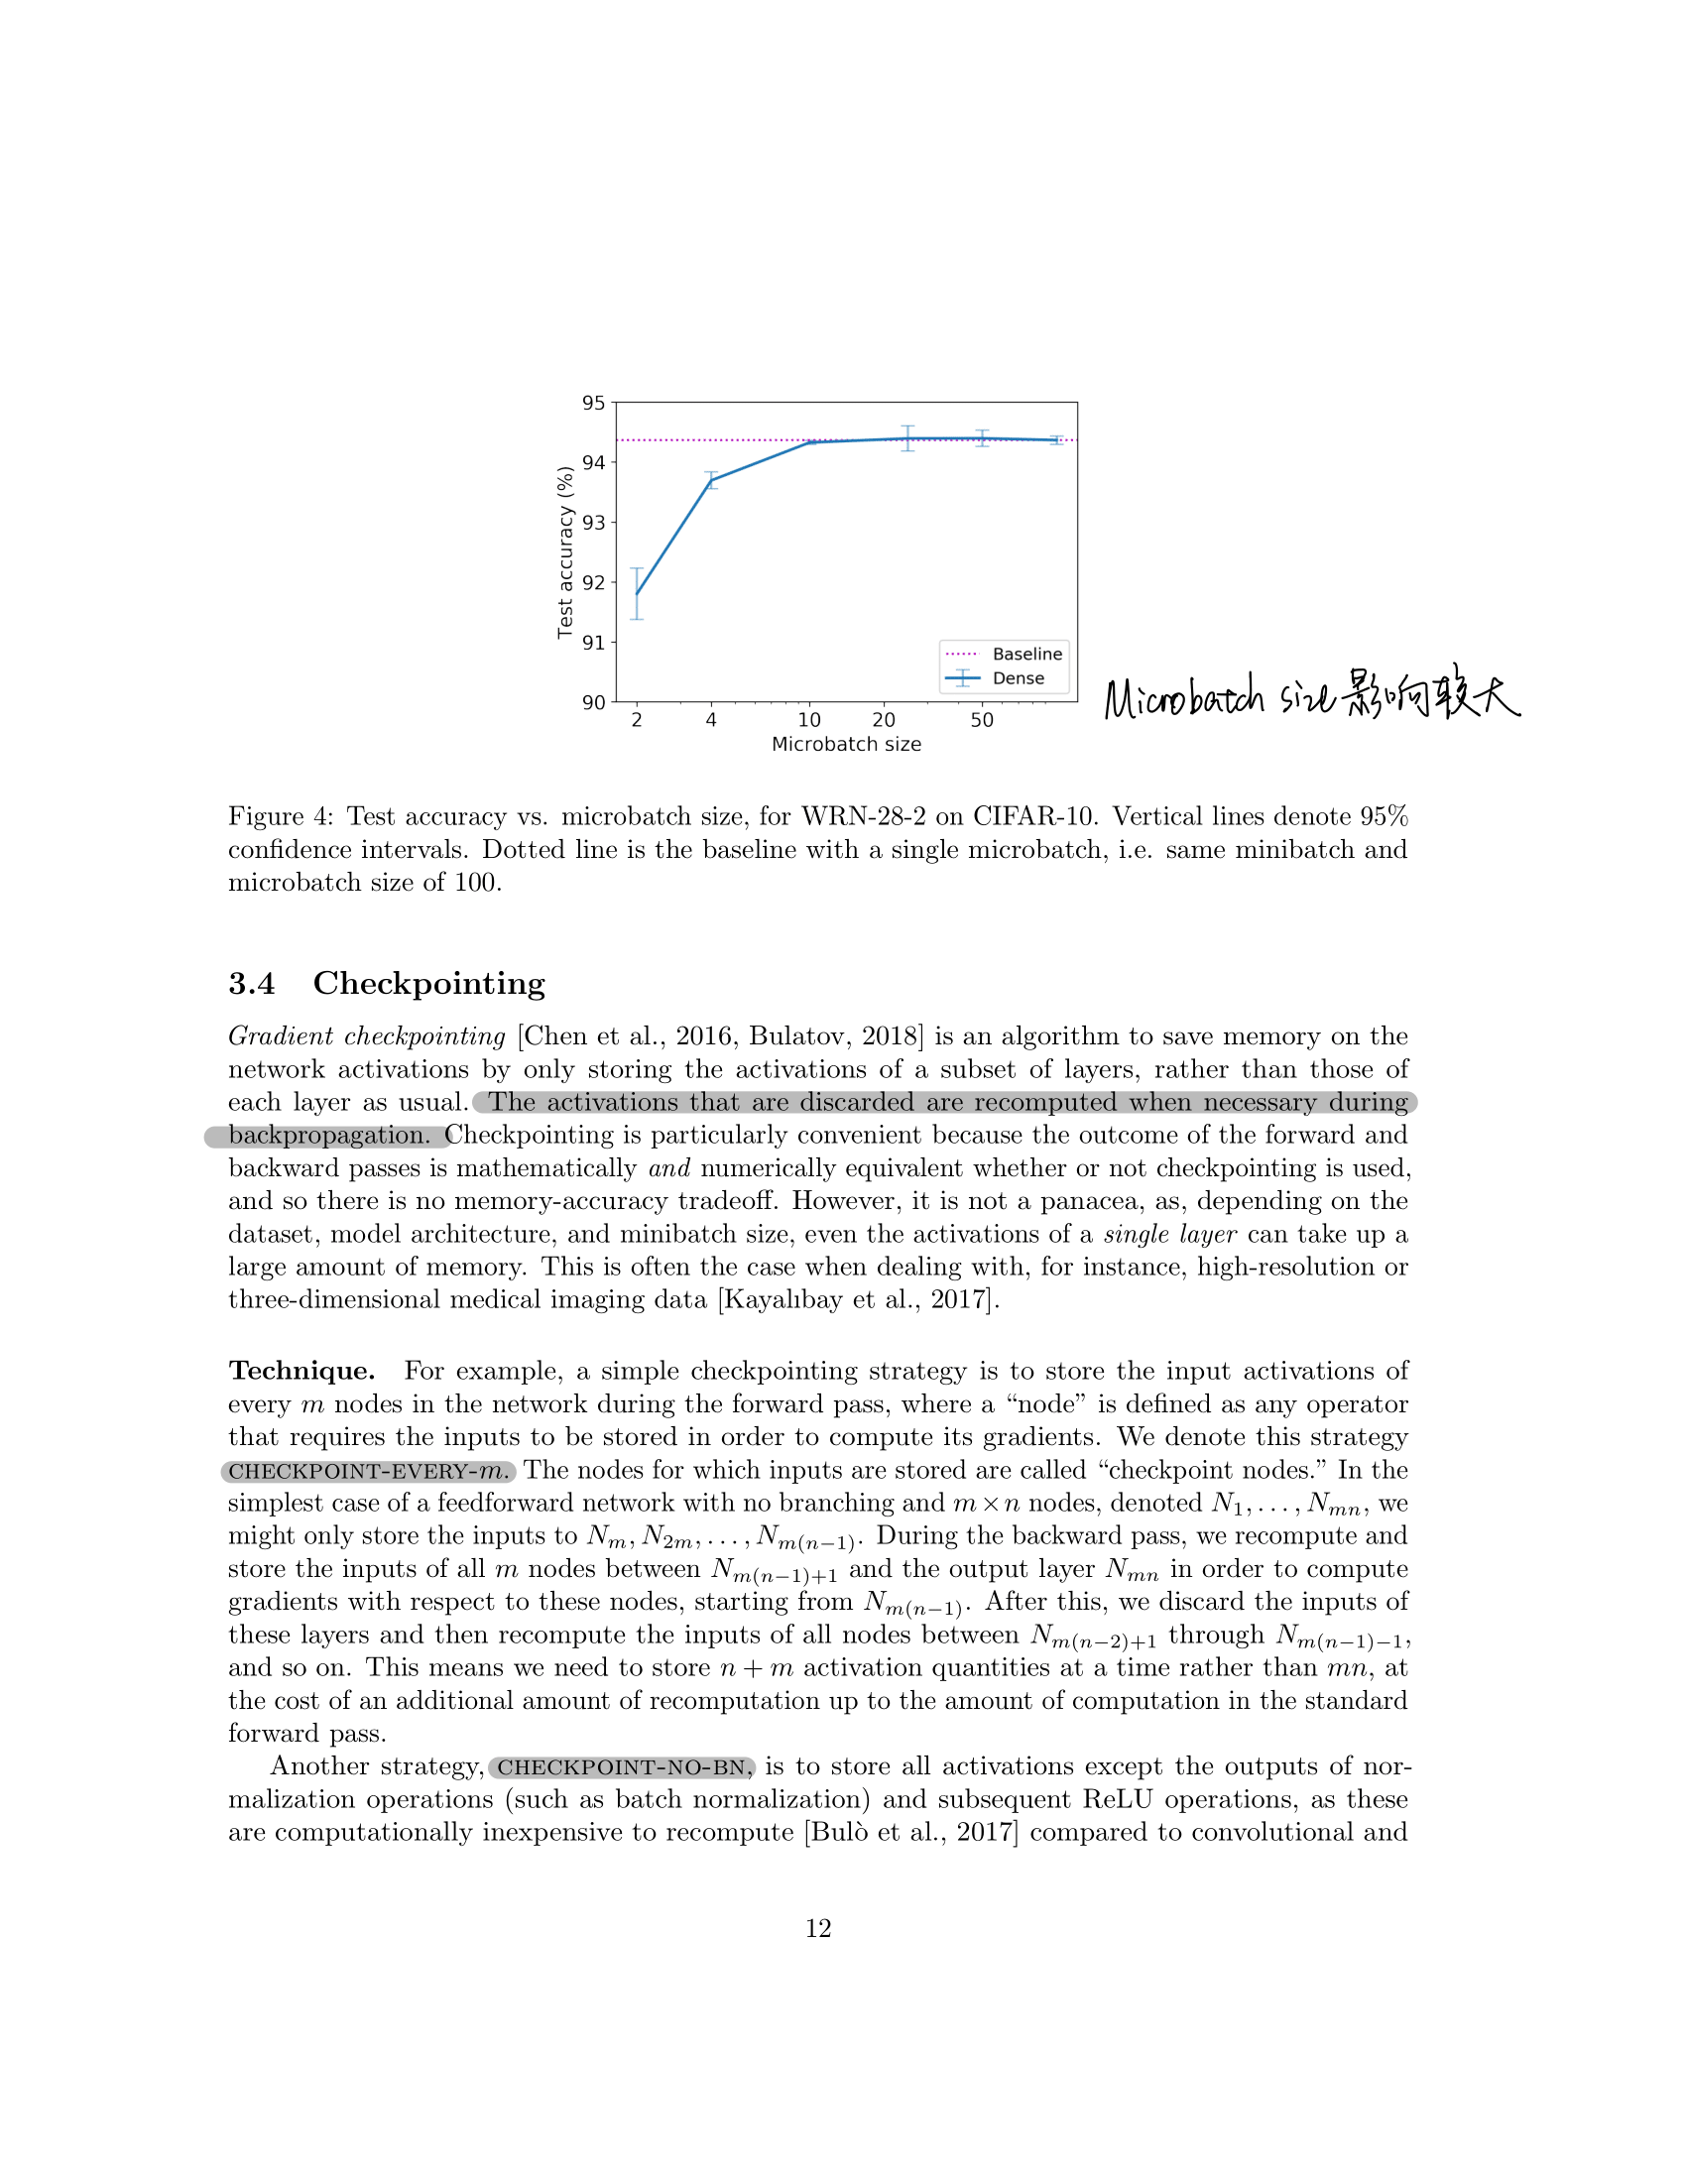 95
94
93
92
91
90
Test accuracy (%)
Baseline
Dense
2 4 10 20 50
Microbatch size
Microbatch size影响较大
Figure 4: Test accuracy vs. microbatch size, for WRN-28-2 on CIFAR-10. Vertical lines denote 95%
confidence intervals. Dotted line is the baseline with a single microbatch, i.e. same minibatch and
microbatch size of 100.
3.4 Checkpointing
Gradient checkpointing [Chen et al., 2016, Bulatov, 2018] is an algorithm to save memory on the
network activations by only storing the activations of a subset of layers, rather than those of
each layer as usual. The activations that are discarded are recomputed when necessary during
backpropagation. Checkpointing is particularly convenient because the outcome of the forward and
backward passes is mathematically and numerically equivalent whether or not checkpointing is used,
and so there is no memory-accuracy tradeoff. However, it is not a panacea, as, depending on the
dataset, model architecture, and minibatch size, even the activations of a single layer can take up a
large amount of memory. This is often the case when dealing with, for instance, high-resolution or
three-dimensional medical imaging data [Kayalıbay et al., 2017].
Technique. For example, a simple checkpointing strategy is to store the input activations of
every m nodes in the network during the forward pass, where a “node” is defined as any operator
that requires the inputs to be stored in order to compute its gradients. We denote this strategy
CHECKPOINT-EVERY-m. The nodes for which inputs are stored are called “checkpoint nodes.” In the
simplest case of a feedforward network with no branching and m × n nodes, denoted N_1, . . . , N_{mn}, we
might only store the inputs to N_m, N_{2m}, . . . , N_{m(n−1)}. During the backward pass, we recompute and
store the inputs of all m nodes between N_{m(n−1)+1} and the output layer N_{mn} in order to compute
gradients with respect to these nodes, starting from N_{m(n−1)}. After this, we discard the inputs of
these layers and then recompute the inputs of all nodes between N_{m(n−2)+1} through N_{m(n−1)−1},
and so on. This means we need to store n + m activation quantities at a time rather than mn, at
the cost of an additional amount of recomputation up to the amount of computation in the standard
forward pass.
Another strategy, CHECKPOINT-NO-BN, is to store all activations except the outputs of nor-
malization operations (such as batch normalization) and subsequent ReLU operations, as these
are computationally inexpensive to recompute [Bulò et al., 2017] compared to convolutional and
12